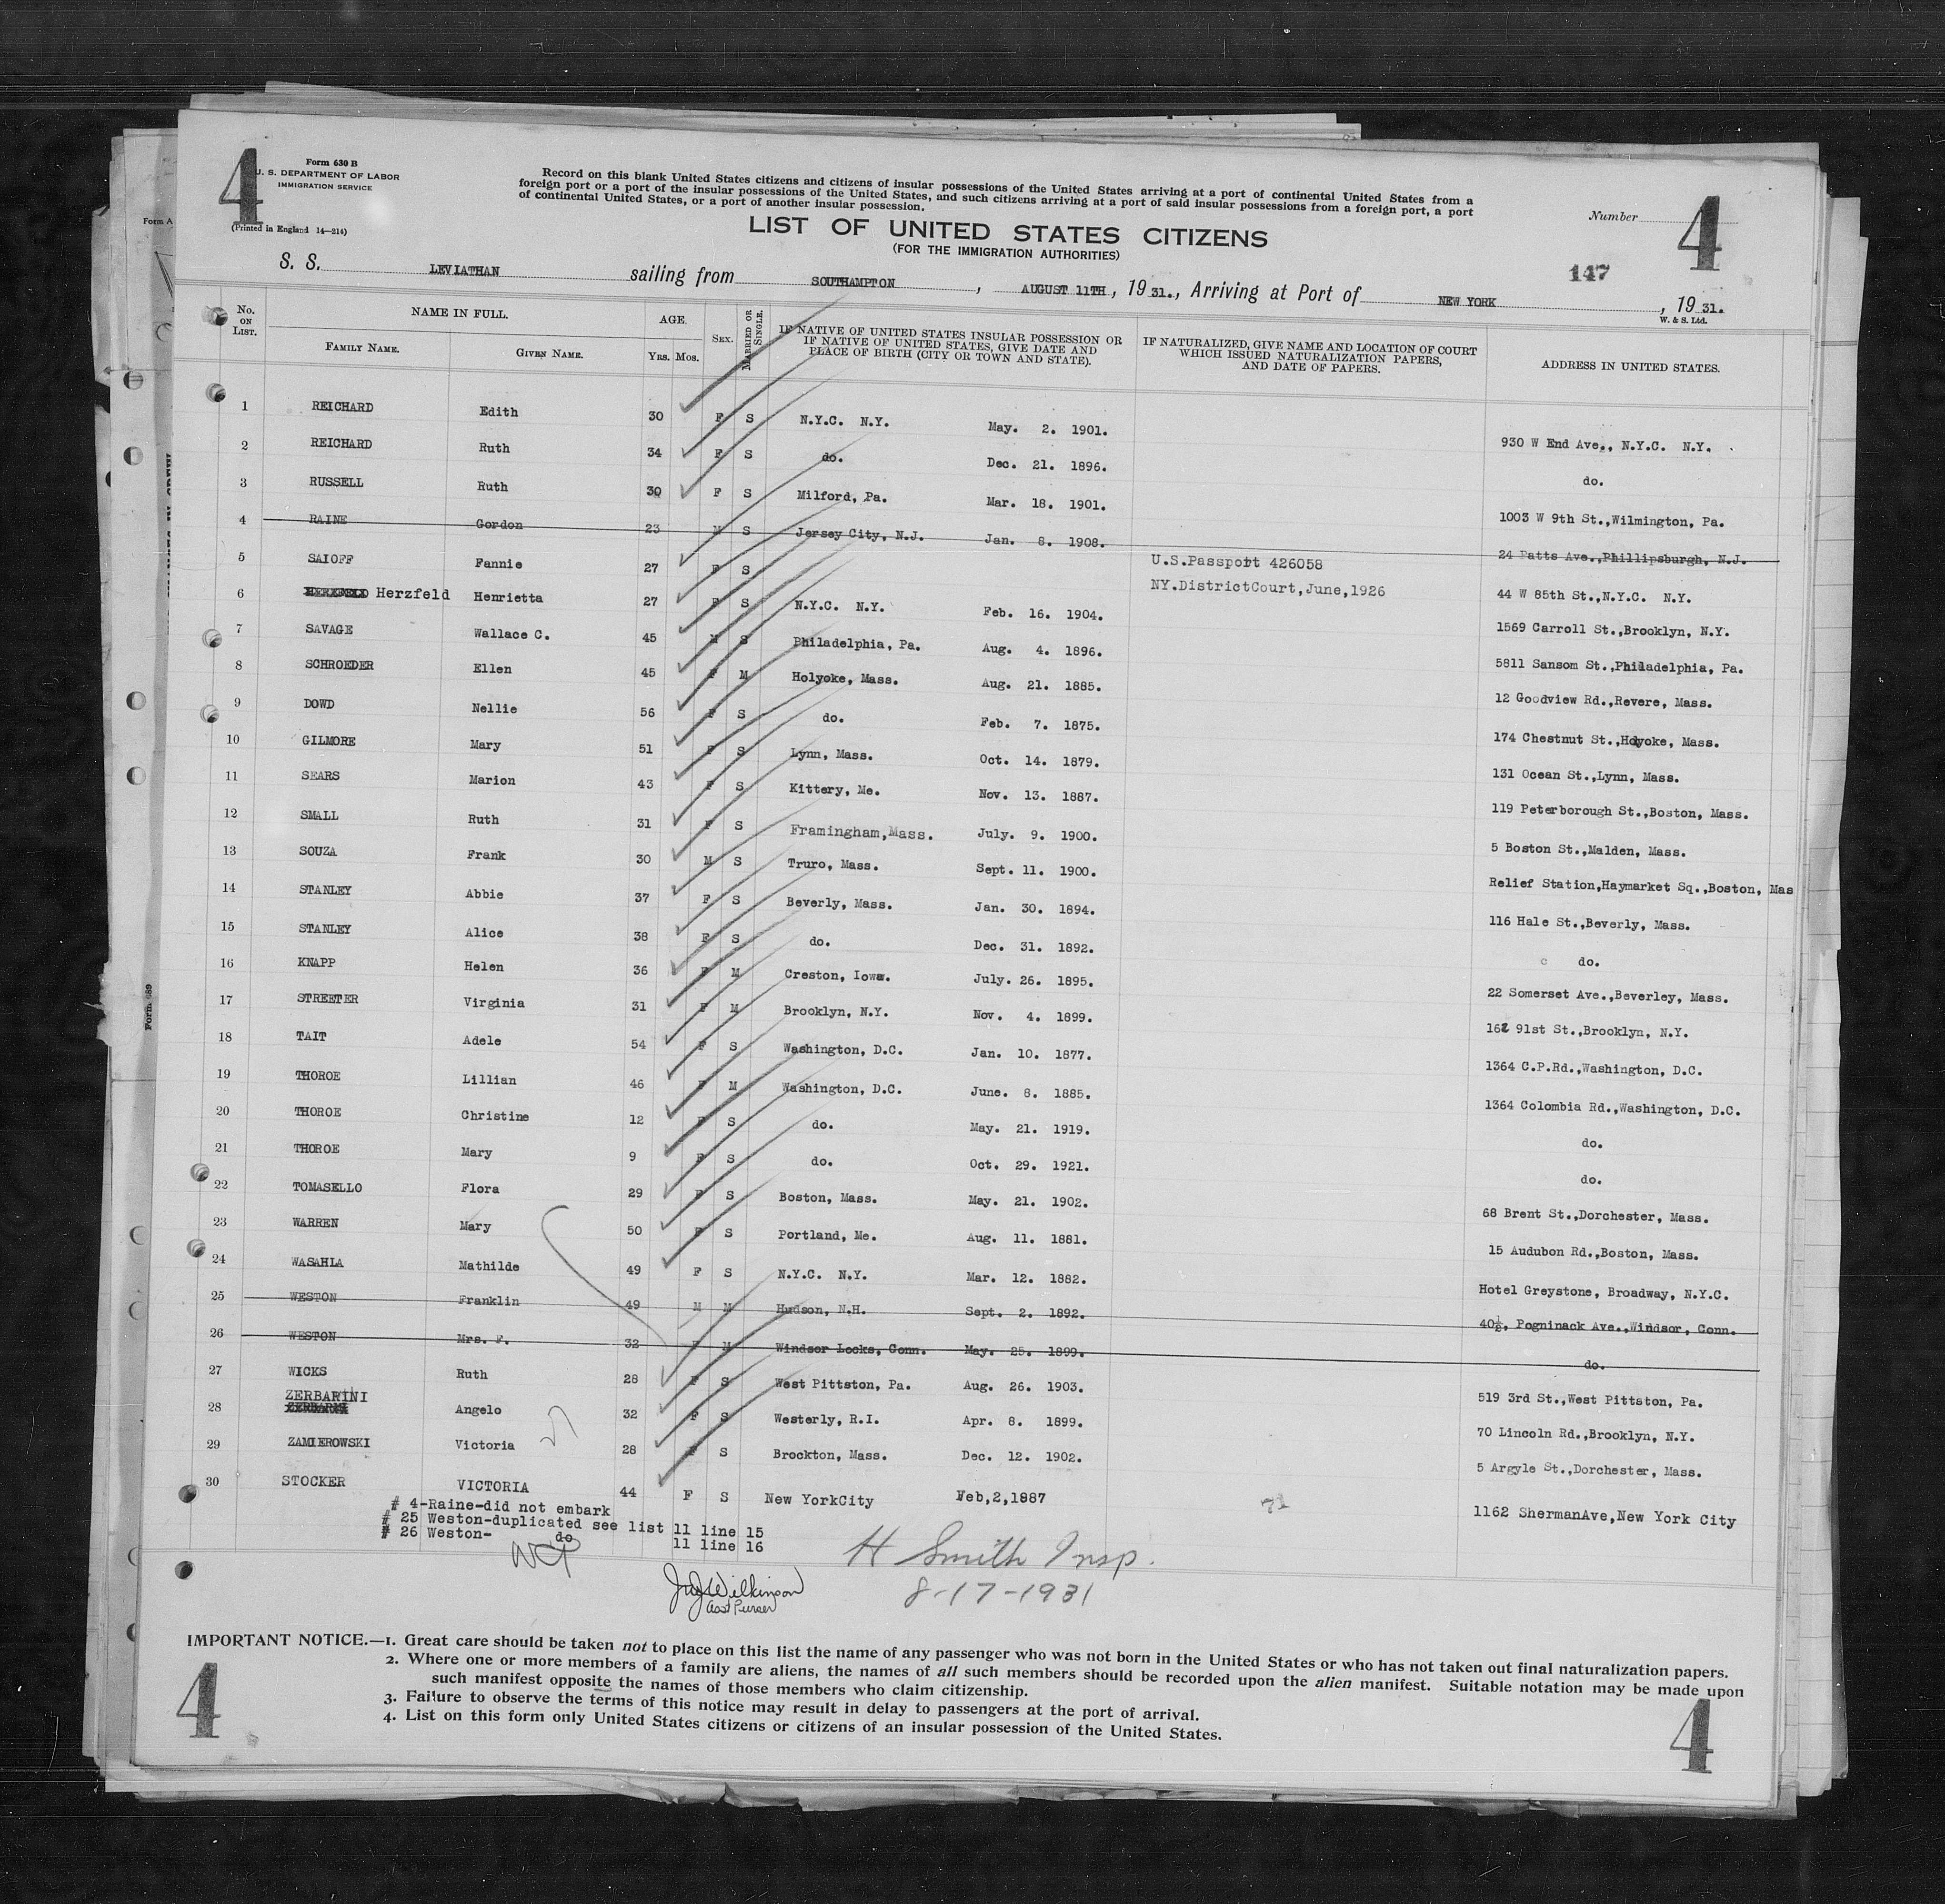 4
Form 630 B
U. S. DEPARTMENT OF LABOR
IMMIGRATION SERVICE
(Printed in England 14—214)
Record on this blank United States citizens and citizens of insular possessions of the United States arriving at a port of continental United States from a
foreign port or a port of the insular possessions of the United States, and such citizens arriving at a port of said insular possessions from a foreign port, a port
of continental United States, or a port of another insular possession.
Number 4
LIST OF UNITED STATES CITIZENS
(FOR THE IMMIGRATION AUTHORITIES)
147
S. S. LEVIATHAN sailing from SOUTHAMPTON, AUGUST 11TH, 1931., Arriving at Port of NEW YORK, 1931.
W. & S. Ltd.
No. ON LIST. NAME IN FULL. FAMILY NAME. GIVEN NAME. AGE. YRS. MOS. SEX. MARRIED OR SINGLE. IF NATIVE OF UNITED STATES INSULAR POSSESSION OR IF NATIVE OF UNITED STATES, GIVE DATE AND PLACE OF BIRTH (CITY OR TOWN AND STATE). IF NATURALIZED, GIVE NAME AND LOCATION OF COURT WHICH ISSUED NATURALIZATION PAPERS, AND DATE OF PAPERS. ADDRESS IN UNITED STATES.
1 REICHARD Edith 30 F S N.Y.C. N.Y. May. 2. 1901. 930 W End Ave., N.Y.C. N.Y.
2 REICHARD Ruth 34 F S do. Dec. 21. 1896. do.
3 RUSSELL Ruth 30 F S Milford, Pa. Mar. 18. 1901. 1003 W 9th St.,Wilmington, Pa.
4 RAINE Gordon 23 M S Jersey City, N.J. Jan. 8. 1908. 24 Patts Ave.,Phillipsburgh, N.J.
5 SAIOFF Fannie 27 F S U.S.Passport 426058 NY.DistrictCourt,June,1926 44 W 85th St.,N.Y.C. N.Y.
6 Herzfeld Henrietta 27 F S N.Y.C. N.Y. Feb. 16. 1904. 1569 Carroll St.,Brooklyn, N.Y.
7 SAVAGE Wallace C. 45 M S Philadelphia, Pa. Aug. 4. 1896. 5811 Sansom St.,Philadelphia, Pa.
8 SCHROEDER Ellen 45 F M Holyoke, Mass. Aug. 21. 1885. 12 Goodview Rd.,Revere, Mass.
9 DOWD Nellie 56 F S do. Feb. 7. 1875. 174 Chestnut St.,Holyoke, Mass.
10 GILMORE Mary 51 F S Lynn, Mass. Oct. 14. 1879. 131 Ocean St.,Lynn, Mass.
11 SEARS Marion 43 F S Kittery, Me. Nov. 13. 1887. 119 Peterborough St.,Boston, Mass.
12 SMALL Ruth 31 F S Framingham,Mass. July. 9. 1900. 5 Boston St.,Malden, Mass.
13 SOUZA Frank 30 M S Truro, Mass. Sept. 11. 1900. Relief Station,Haymarket Sq.,Boston, Mas
14 STANLEY Abbie 37 F S Beverly, Mass. Jan. 30. 1894. 116 Hale St.,Beverly, Mass.
15 STANLEY Alice 38 F S do. Dec. 31. 1892. do.
16 KNAPP Helen 36 F M Creston, Iowa. July. 26. 1895. 22 Somerset Ave.,Beverley, Mass.
17 STREETER Virginia 31 F M Brooklyn, N.Y. Nov. 4. 1899. 162 91st St.,Brooklyn, N.Y.
18 TAIT Adele 54 F S Washington, D.C. Jan. 10. 1877. 1364 C.P.Rd.,Washington, D.C.
19 THOROE Lillian 46 F M Washington, D.C. June. 8. 1885. 1364 Colombia Rd.,Washington, D.C.
20 THOROE Christine 12 F S do. May. 21. 1919. do.
21 THOROE Mary 9 F S do. Oct. 29. 1921. do.
22 TOMASELLO Flora 29 F S Boston, Mass. May. 21. 1902. 68 Brent St.,Dorchester, Mass.
23 WARREN Mary 50 F S Portland, Me. Aug. 11. 1881. 15 Audubon Rd.,Boston, Mass.
24 WASAHLA Mathilde 49 F S N.Y.C. N.Y. Mar. 12. 1882. Hotel Greystone, Broadway, N.Y.C.
25 WESTON Franklin 49 M M Hudson, N.H. Sept. 2. 1892. 40½, Pogninack Ave.,Windsor, Conn.
26 WESTON Mrs. F. 32 F M Windsor Locks, Conn. May. 25. 1899. do.
27 WICKS Ruth 28 F S West Pittston, Pa. Aug. 26. 1903. 519 3rd St.,West Pittston, Pa.
28 ZERBARINI Angelo 32 F S Westerly, R.I. Apr. 8. 1899. 70 Lincoln Rd.,Brooklyn, N.Y.
29 ZAMIEROWSKI Victoria 28 F S Brockton, Mass. Dec. 12. 1902. 5 Argyle St.,Dorchester, Mass.
30 STOCKER VICTORIA 44 F S New YorkCity Feb,2,1887 1162 ShermanAve,New York City
# 4-Raine-did not embark
# 25 Weston-duplicated see list 11 line 15
# 26 Weston- do 11 line 16
H Smith Insp.
8-17-1931
JWilkinson
Asst Purser
IMPORTANT NOTICE.—1. Great care should be taken not to place on this list the name of any passenger who was not born in the United States or who has not taken out final naturalization papers.
2. Where one or more members of a family are aliens, the names of all such members should be recorded upon the alien manifest. Suitable notation may be made upon
such manifest opposite the names of those members who claim citizenship.
3. Failure to observe the terms of this notice may result in delay to passengers at the port of arrival.
4. List on this form only United States citizens or citizens of an insular possession of the United States.
4
4
Form A
Form 689